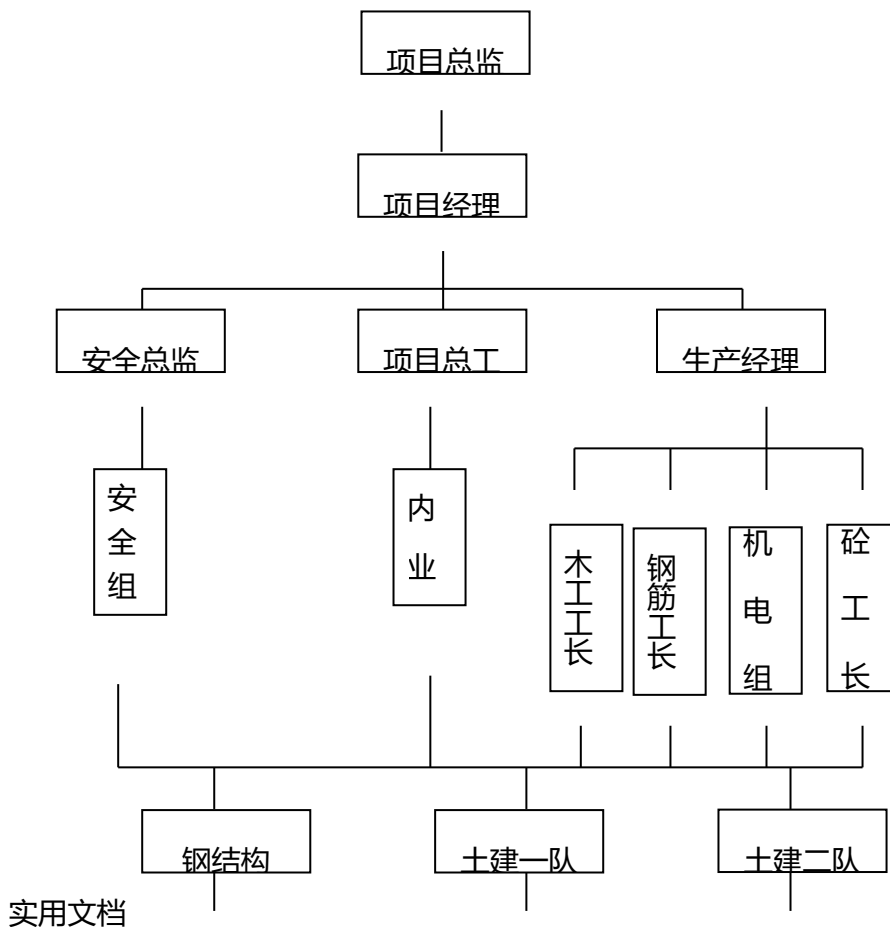 项目总监
项目经理
安全总监
项目总工
生产经理
安全组
内业
木工工长
钢筋工长
机电组
砼工长
钢结构
土建一队
土建二队
实用文档